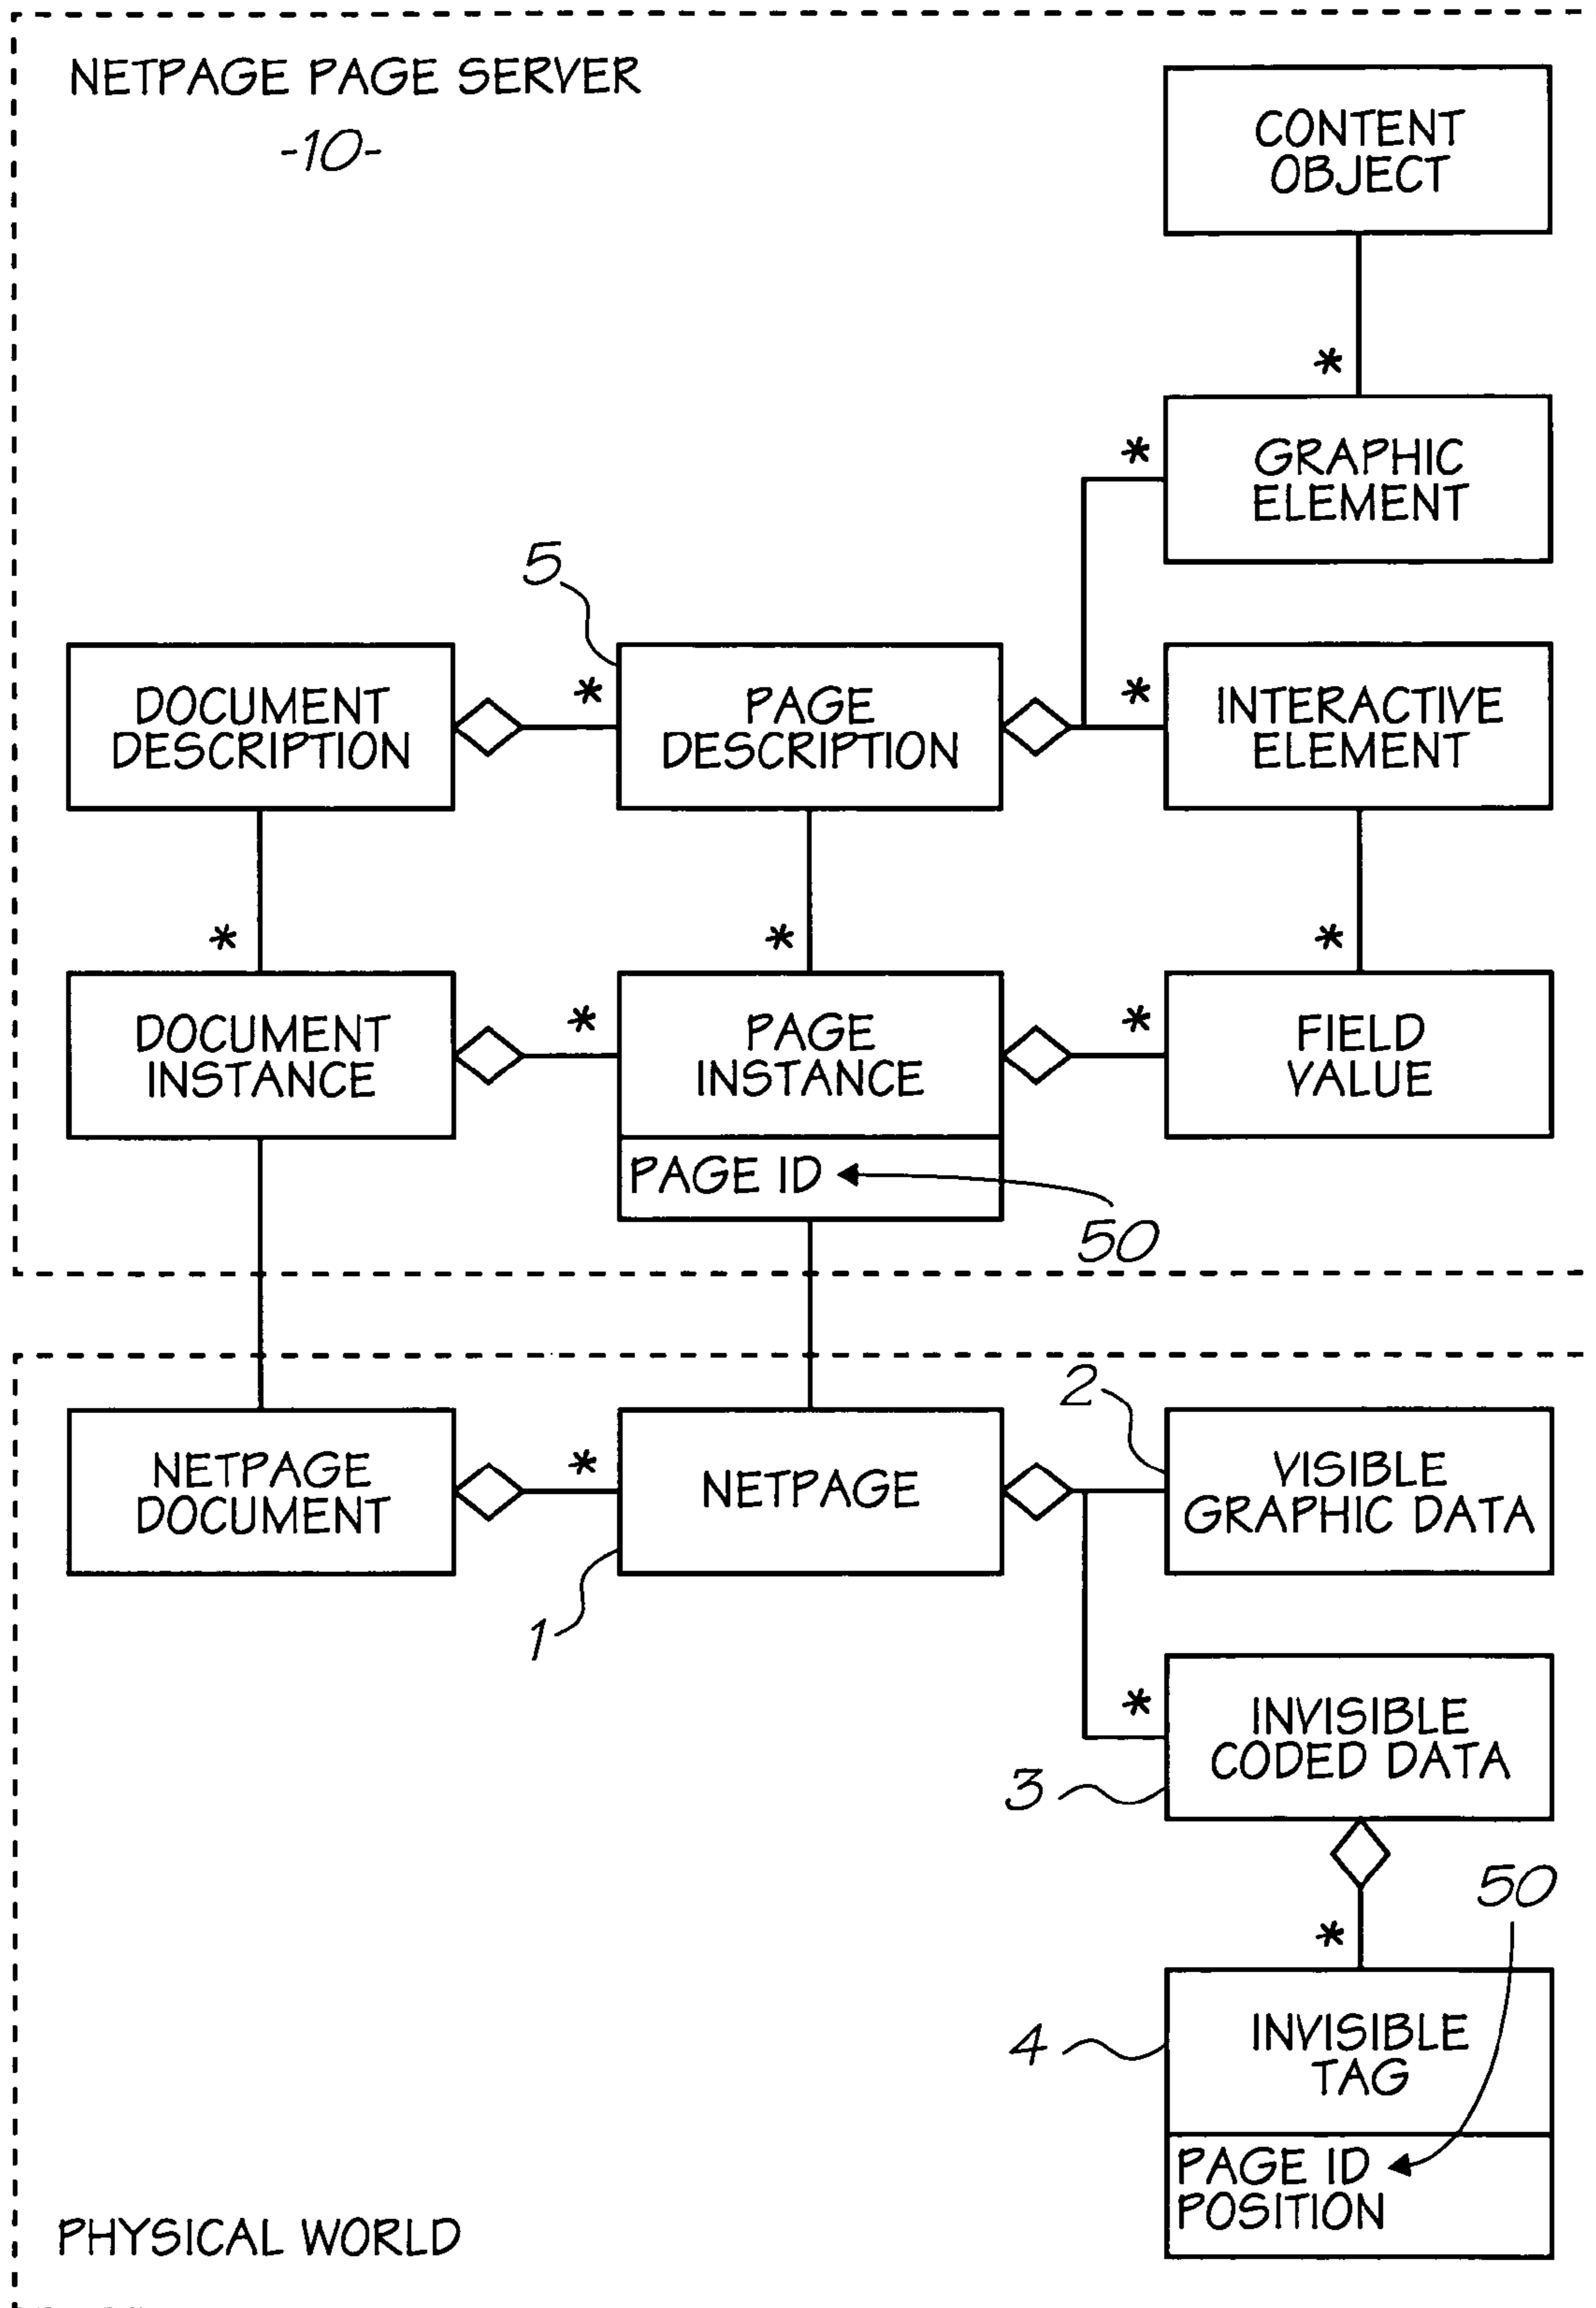 NETPAGE PAGE SERVER
-10-
CONTENT
OBJECT
*
*
GRAPHIC
ELEMENT
5
DOCUMENT
DESCRIPTION
*
PAGE
DESCRIPTION
*
INTERACTIVE
ELEMENT
*
*
*
DOCUMENT
INSTANCE
*
PAGE
INSTANCE
*
FIELD
VALUE
PAGE ID
50
2
NETPAGE
DOCUMENT
*
NETPAGE
VISIBLE
GRAPHIC DATA
1
*
INVISIBLE
CODED DATA
3
50
*
4
INVISIBLE
TAG
PAGE ID
POSITION
PHYSICAL WORLD